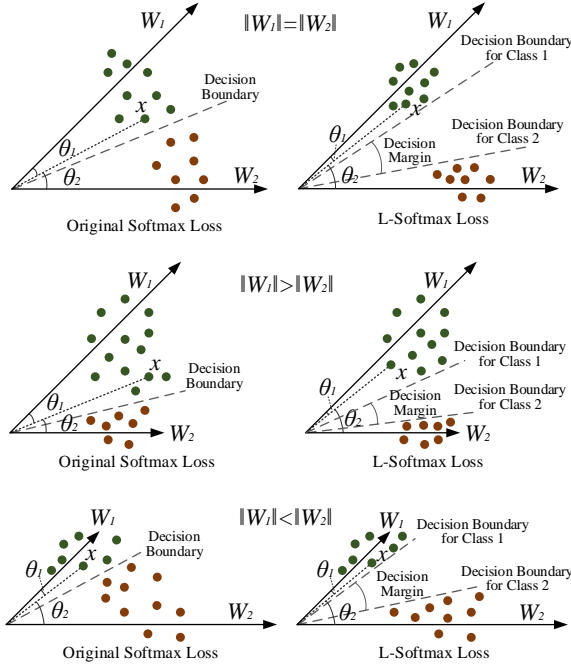 W1
‖W1‖=‖W2‖
W1
Decision Boundary
for Class 1
Decision
Boundary
x
x
θ1
θ2
W2
θ1
θ2
Decision
Margin
Decision Boundary
for Class 2
W2
Original Softmax Loss
L-Softmax Loss
W1
‖W1‖>‖W2‖
W1
x
Decision
Boundary
x
Decision Boundary
for Class 1
θ1
θ2
W2
θ1
θ2
Decision
Margin
Decision Boundary
for Class 2
W2
Original Softmax Loss
L-Softmax Loss
W1
‖W1‖<‖W2‖
W1
x
Decision
Boundary
x
Decision Boundary
for Class 1
θ1
θ2
W2
θ1
θ2
Decision
Margin
Decision Boundary
for Class 2
W2
Original Softmax Loss
L-Softmax Loss